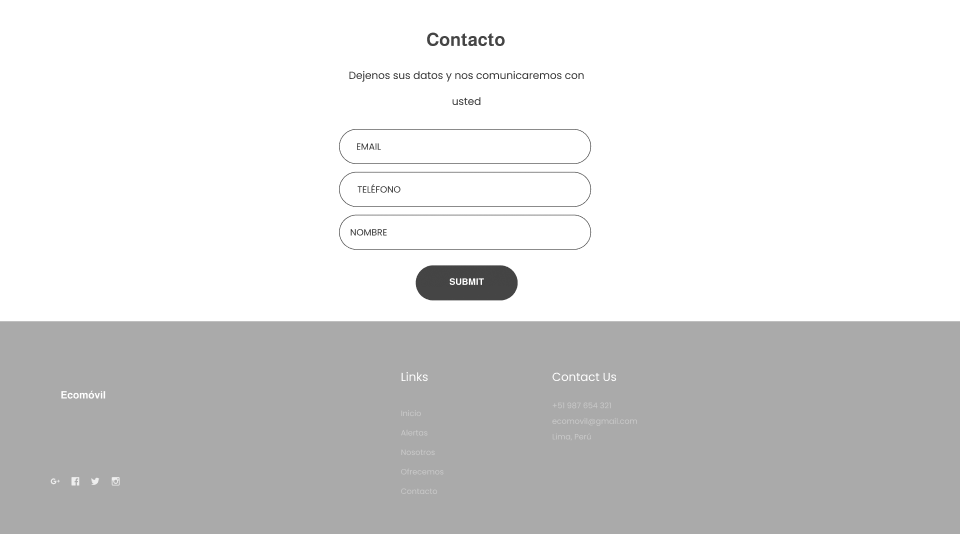 Contacto
Dejenos sus datos y nos comunicaremos con
usted
EMAIL
TELÉFONO
NOMBRE
SUBMIT
Ecomóvil
Links
Inicio
Alertas
Nosotros
Ofrecemos
Contacto
Contact Us
+51 987 654 321
ecomovil@gmail.com
Lima, Perú